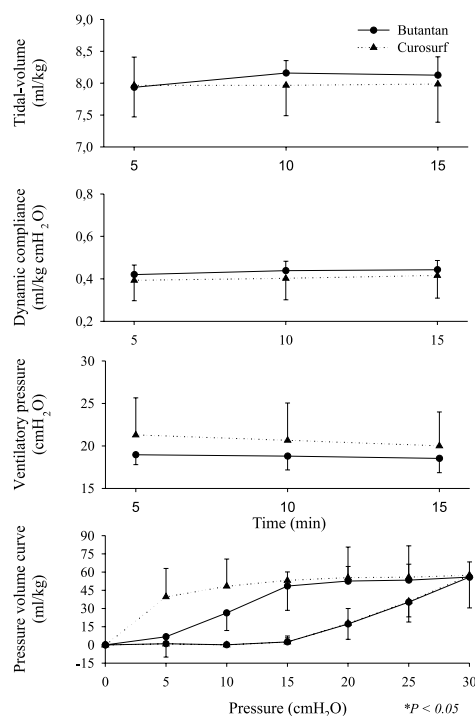 Tidal-volume
(ml/kg)
9,0
8,5
8,0
7,5
7,0
Butantan
Curosurf
5
10
15
Dynamic compliance
(ml/kg cmH2O)
0,8
0,6
0,4
0,2
5
10
15
Ventilatory pressure
(cmH2O)
30
25
20
15
5
10
15
Time (min)
Pressure volume curve
(ml/kg)
90
75
60
45
30
15
0
-15
0
5
10
15
20
25
30
Pressure (cmH2O)
*P < 0.05